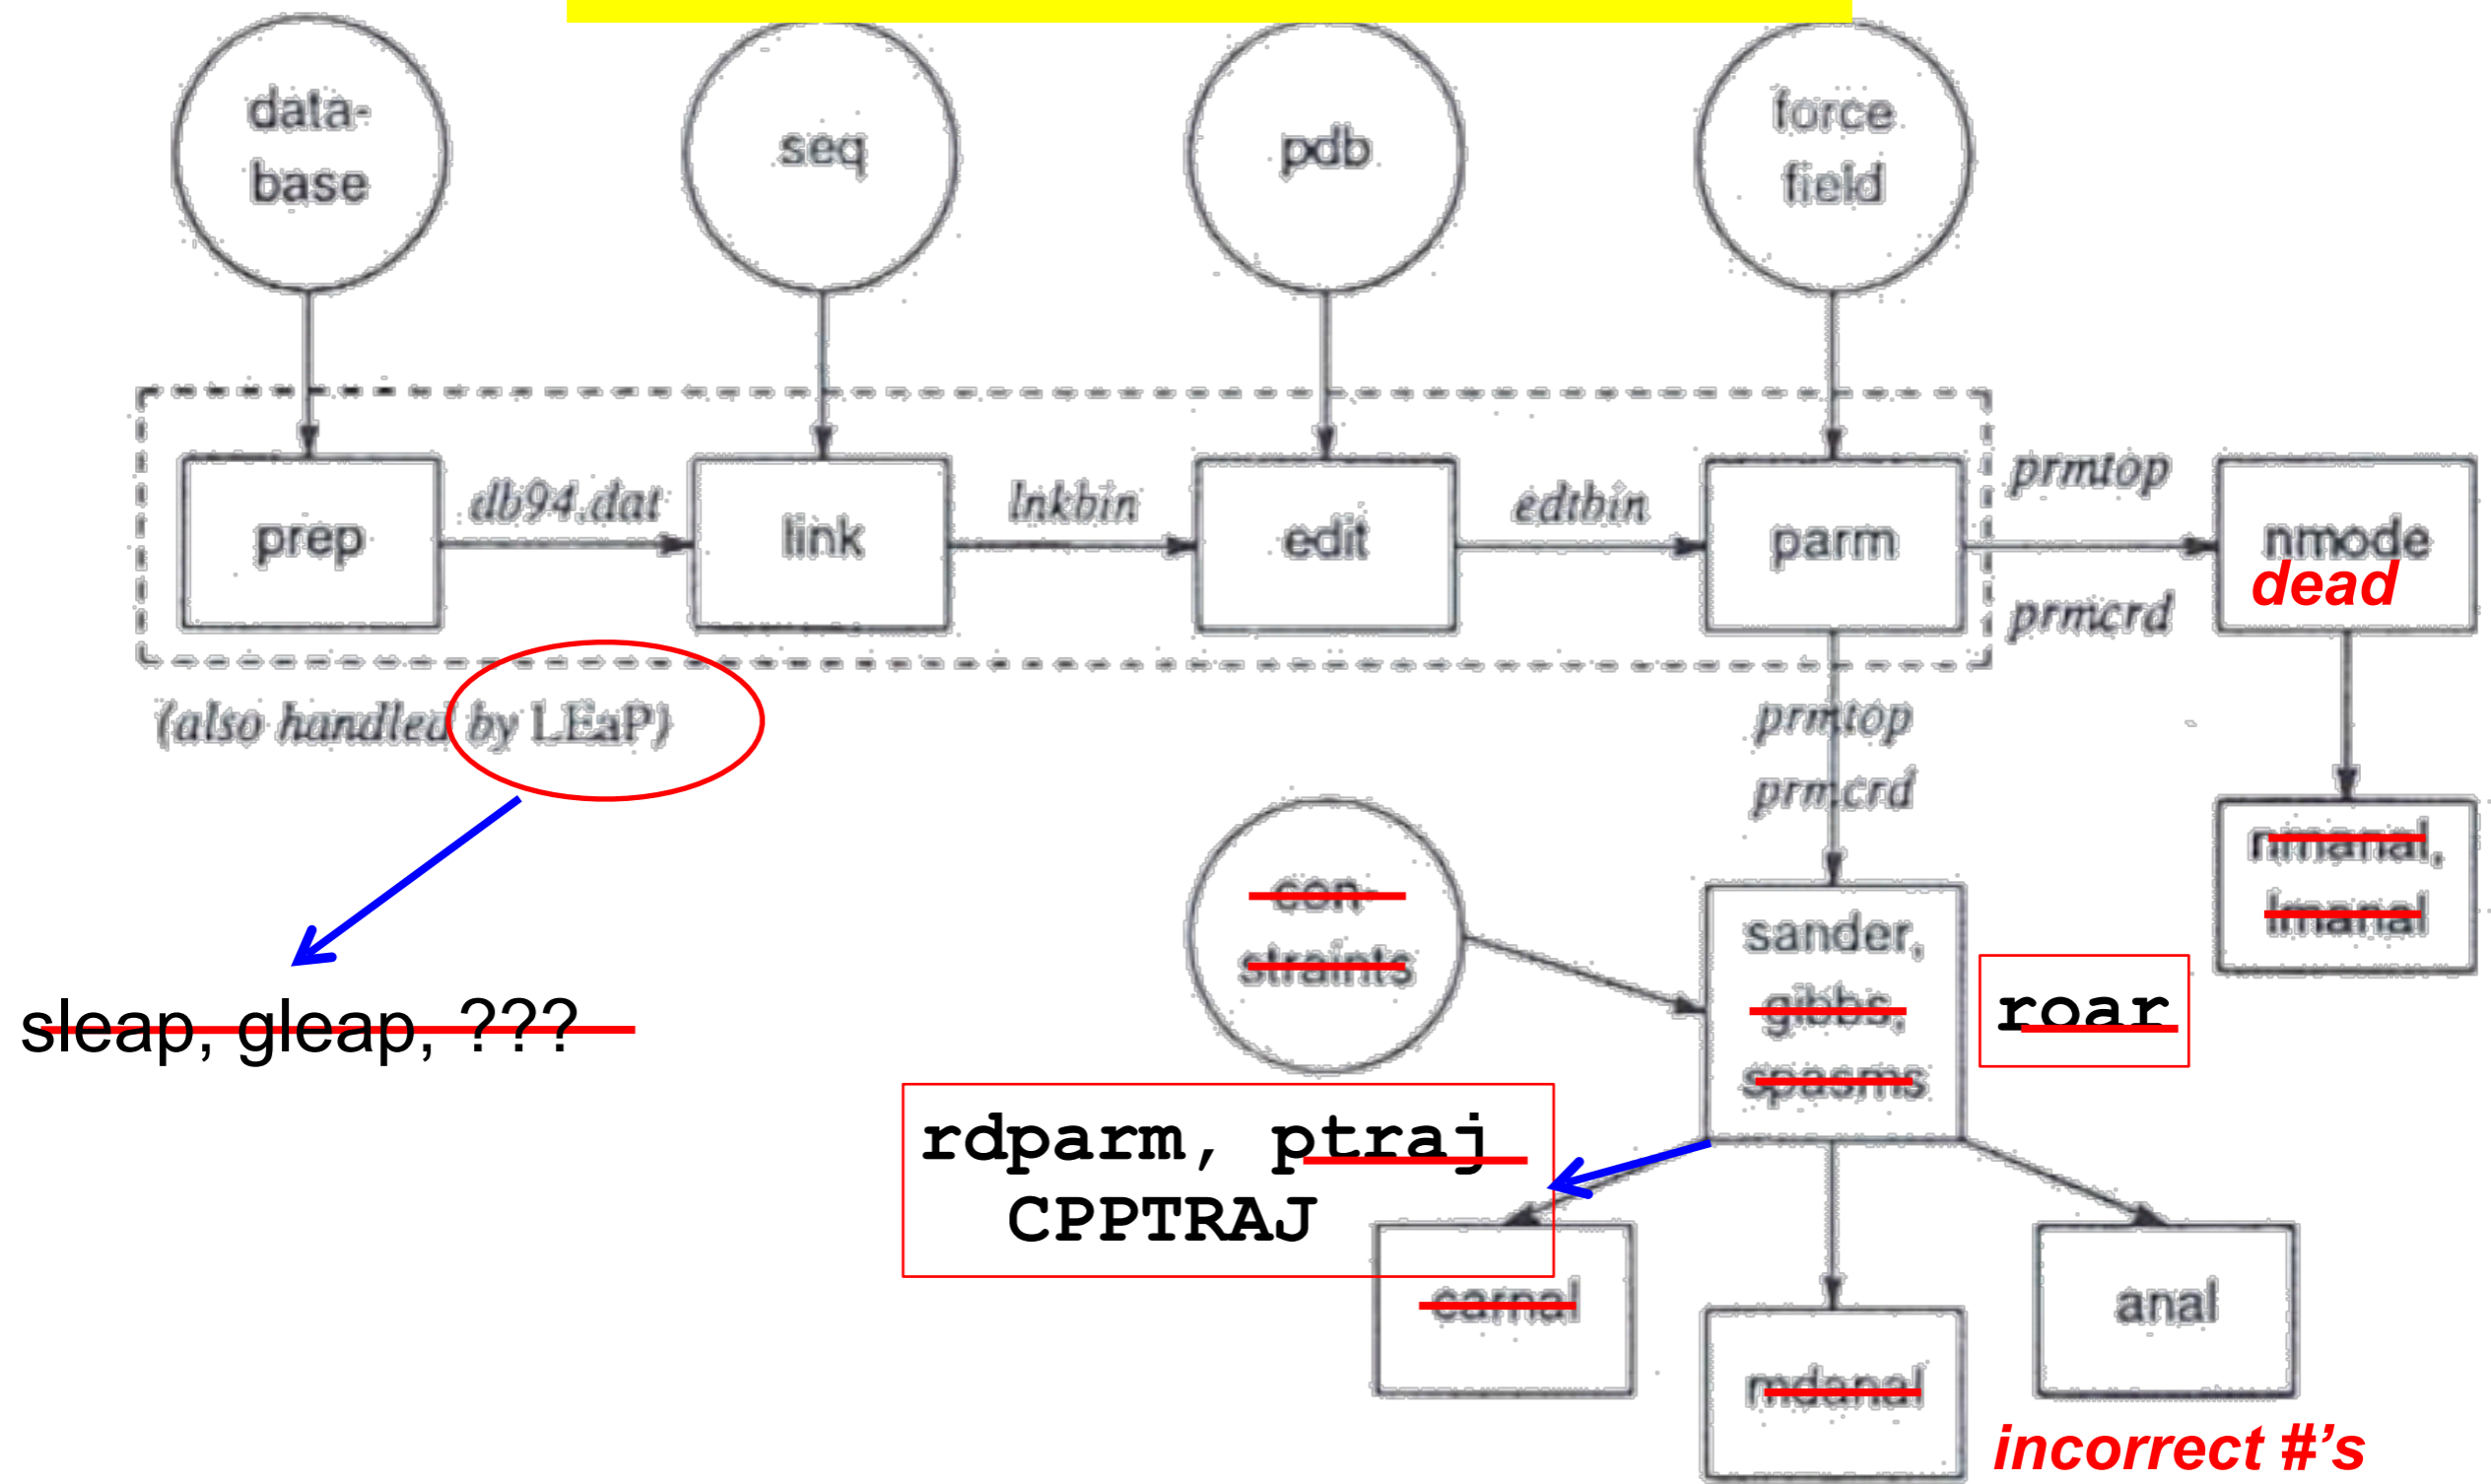 data-
base
seq
pdb
force
field
prep
db94.dat
link
lnkbin
edit
edtbin
parm
prmtop
prmcrd
nmode
dead
(also handled by LEaP)
prmtop
prmcrd
nmanal,
lmanal
con-
straints
sander,
gibbs,
spasms
roar
sleap, gleap, ???
rdparm, ptraj
CPPTRAJ
carnal
mdanal
anal
incorrect #’s